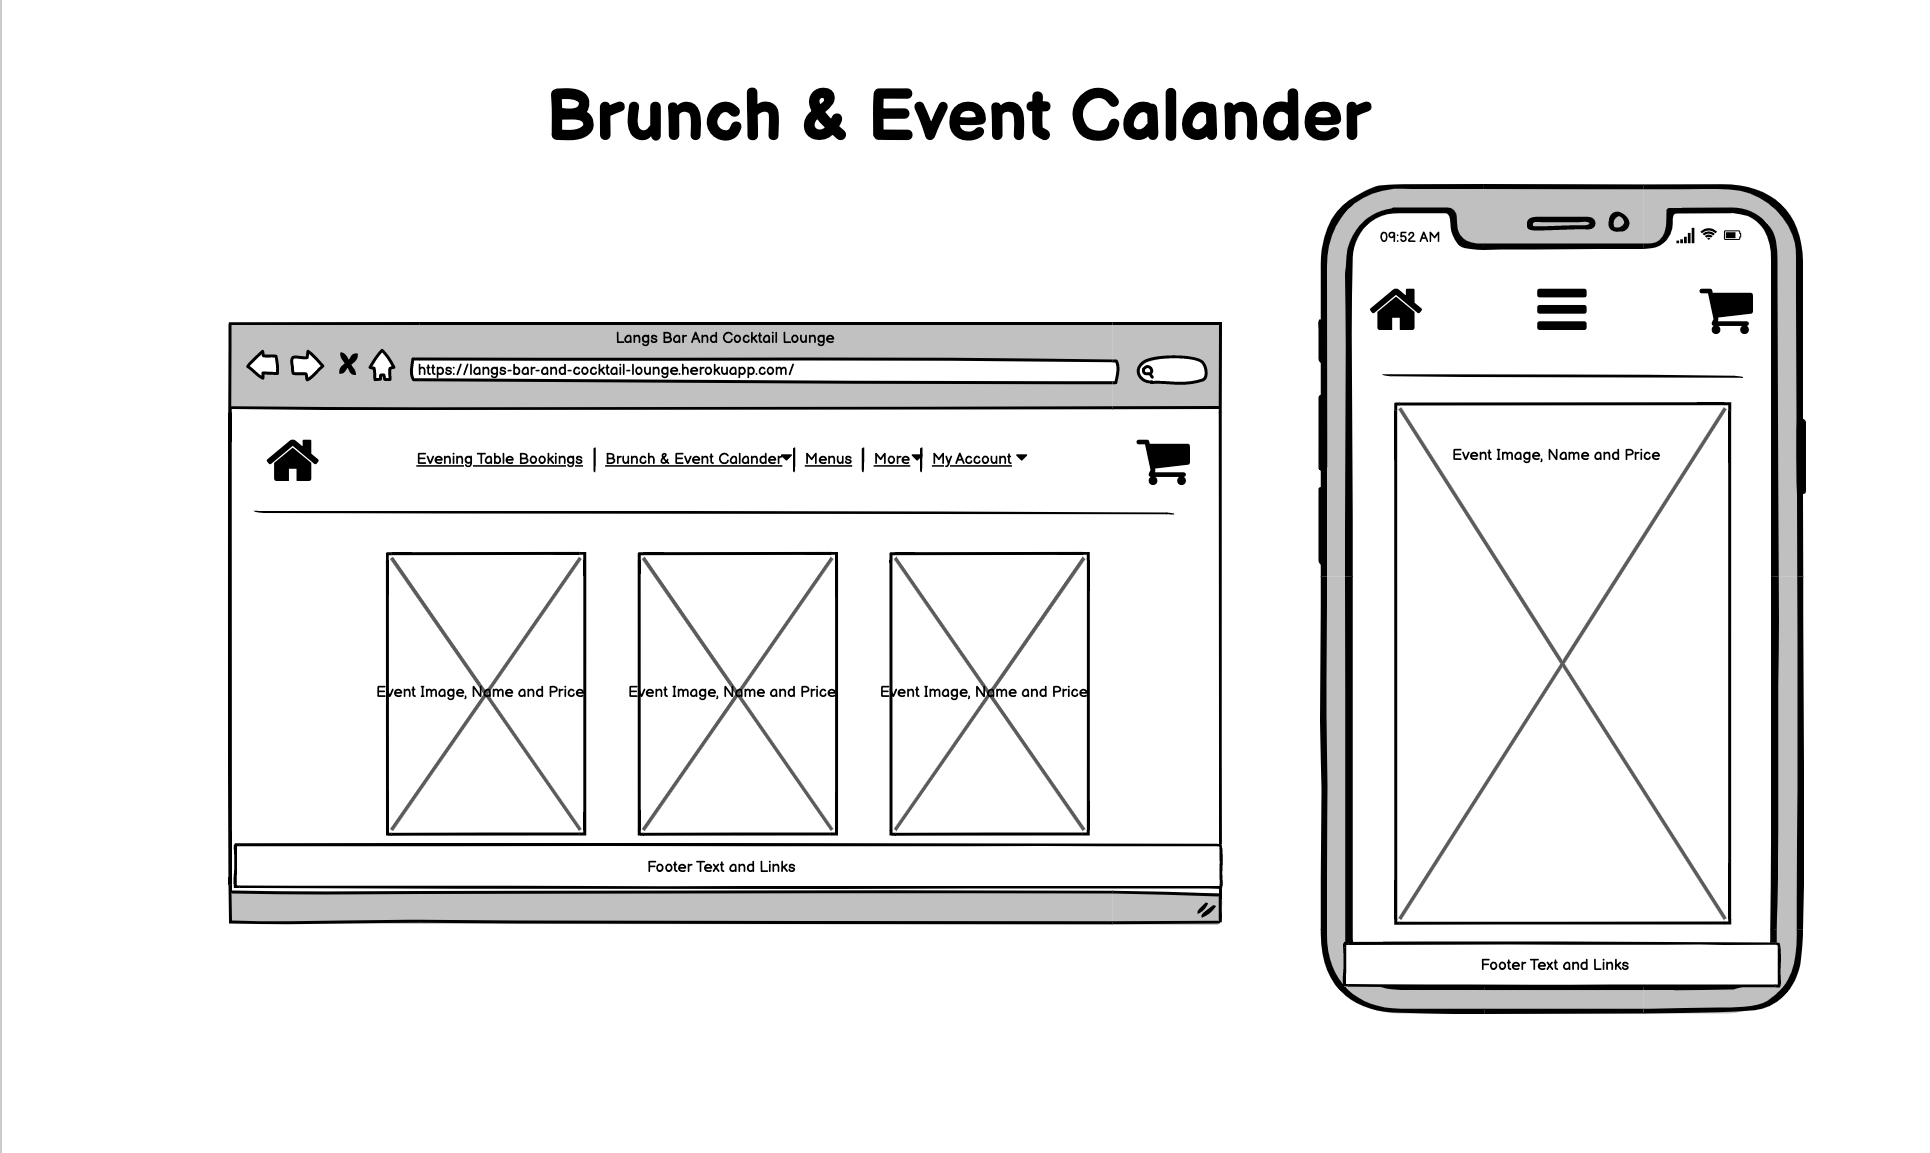 Brunch & Event Calander
Langs Bar And Cocktail Lounge
https://langs-bar-and-cocktail-lounge.herokuapp.com/
Evening Table Bookings | Brunch & Event Calander | Menus | More | My Account
Event Image, Name and Price
Event Image, Name and Price
Event Image, Name and Price
Footer Text and Links
09:52 AM
Event Image, Name and Price
Footer Text and Links